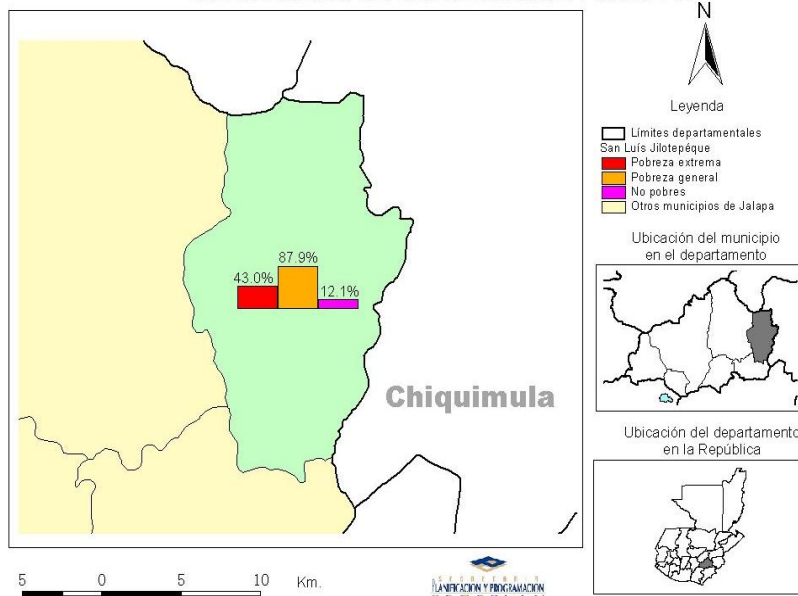 N
Leyenda
Límites departamentales
San Luís Jilotepéque
Pobreza extrema
Pobreza general
No pobres
Otros municipios de Jalapa
Ubicación del municipio
en el departamento
87.9%
43.0%
12.1%
Chiquimula
Ubicación del departamento
en la República
5 0 5 10 Km.
PLANIFICACION Y PROGRAMACION